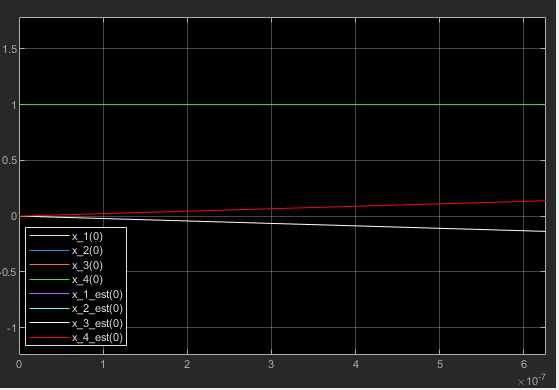 1.5
1
0.5
0
-0.5
-1
x_1(0)
x_2(0)
x_3(0)
x_4(0)
x_1_est(0)
x_2_est(0)
x_3_est(0)
x_4_est(0)
0 1 2 3 4 5 6
×10⁻⁷